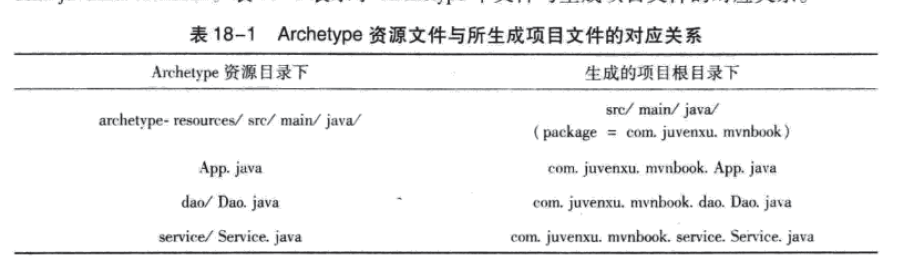 表 18-1 Archetype 资源文件与所生成项目文件的对应关系
Archetype 资源目录下 生成的项目根目录下
archetype- resources/ src/ main/ java/ src/ main/ java/
( package = com. juvenxu. mvnbook)
App. java com. juvenxu. mvnbook. App. java
dao/ Dao. java com. juvenxu. mvnbook. dao. Dao. java
service/ Service. java com. juvenxu. mvnbook. service. Service. java